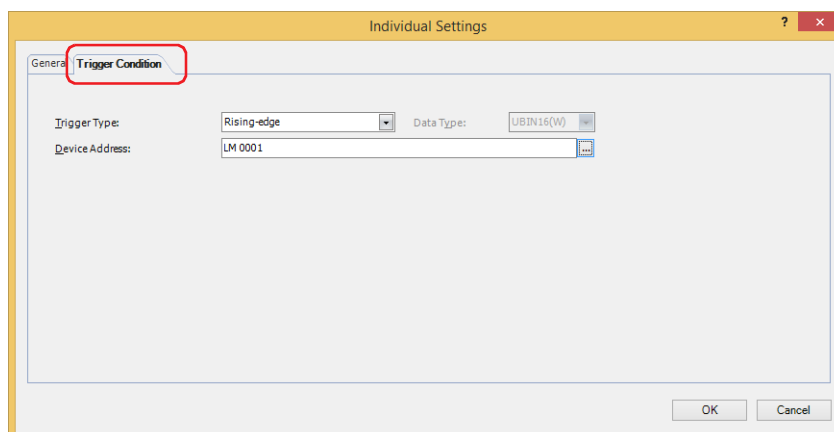 Individual Settings
? ×
General Trigger Condition
Trigger Type: Rising-edge Data Type: UBIN16(W)
Device Address: LM 0001 ...
OK Cancel